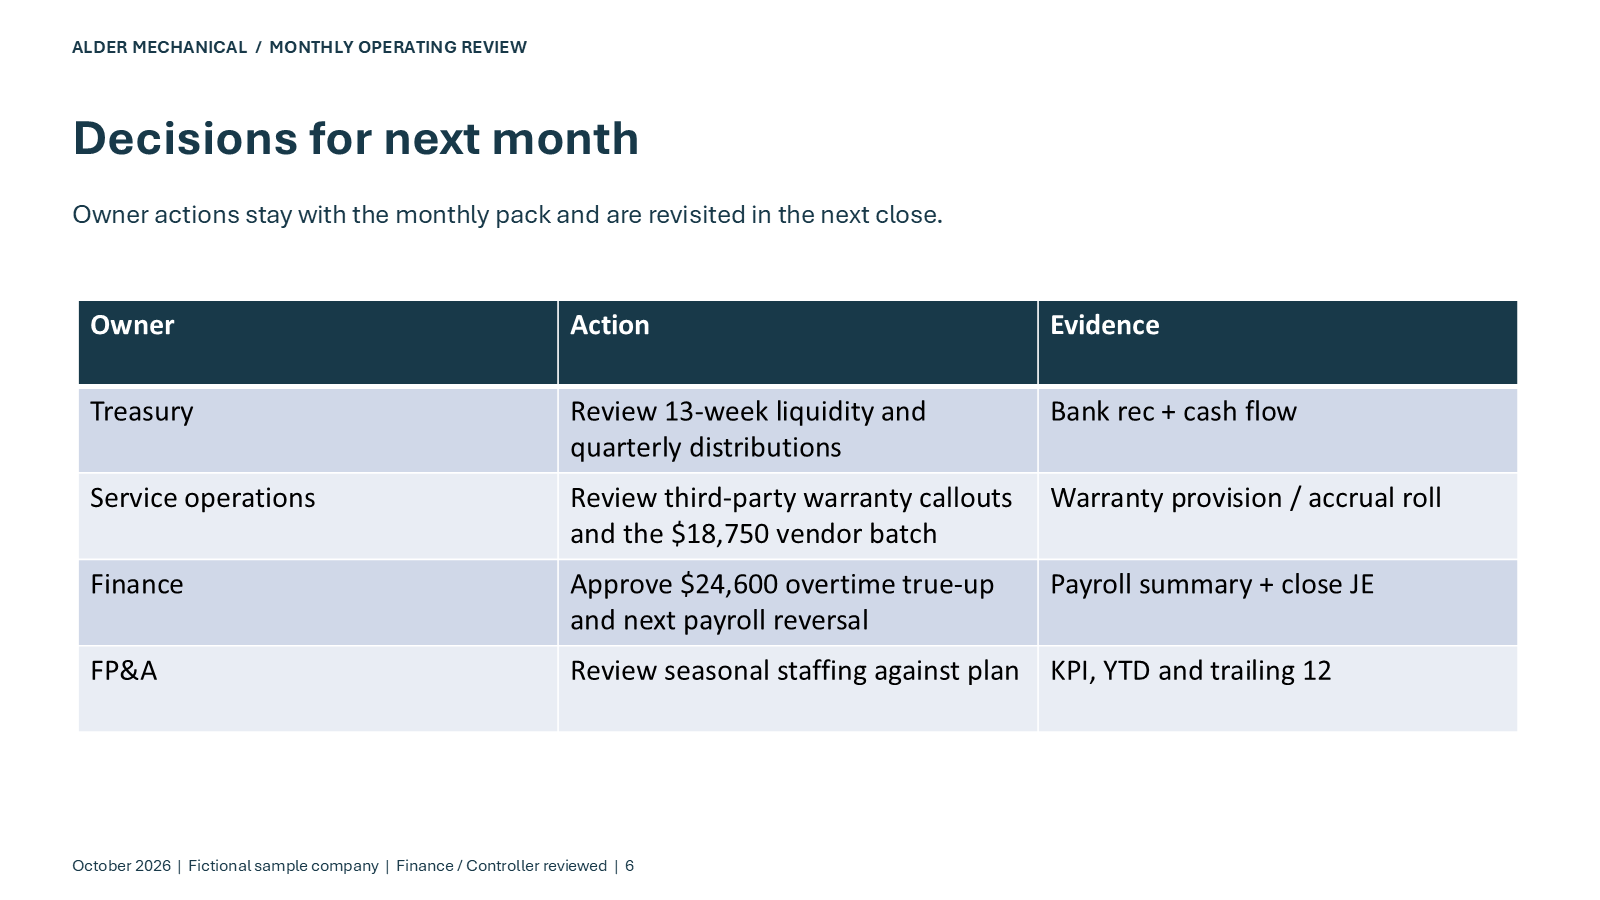 ALDER MECHANICAL / MONTHLY OPERATING REVIEW
Decisions for next month
Owner actions stay with the monthly pack and are revisited in the next close.
Owner Action Evidence
Treasury Review 13-week liquidity and Bank rec + cash flow
quarterly distributions
Service operations Review third-party warranty callouts Warranty provision / accrual roll
and the $18,750 vendor batch
Finance Approve $24,600 overtime true-up Payroll summary + close JE
and next payroll reversal
FP&A Review seasonal staffing against plan KPI, YTD and trailing 12
October 2026 | Fictional sample company | Finance / Controller reviewed | 6